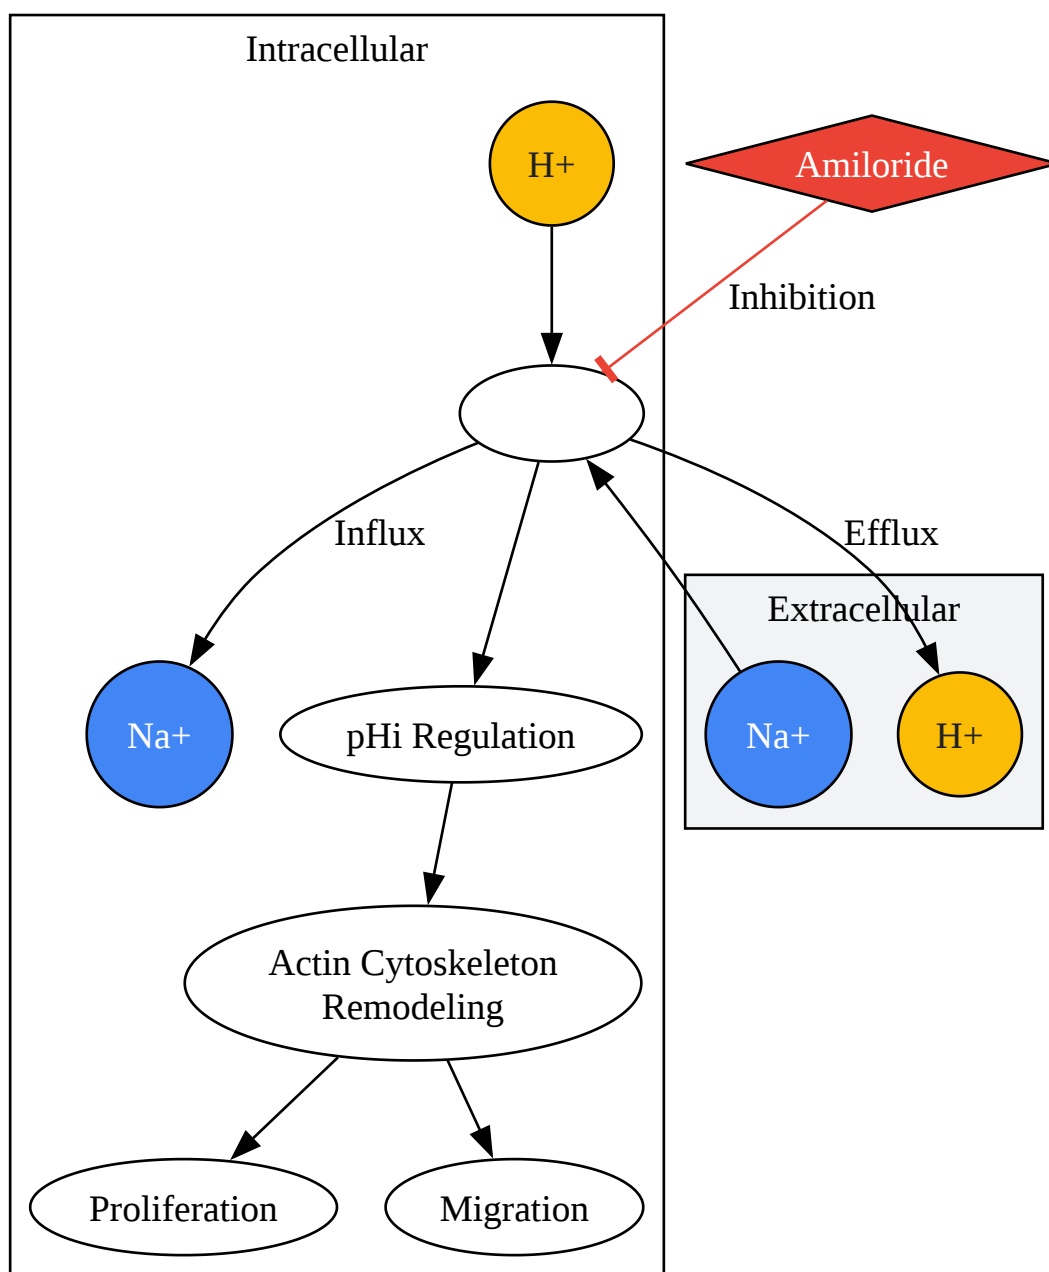 Intracellular
H+
Amiloride
Inhibition
Influx
Efflux
Extracellular
Na+
pHi Regulation
Na+
H+
Actin Cytoskeleton
Remodeling
Proliferation
Migration